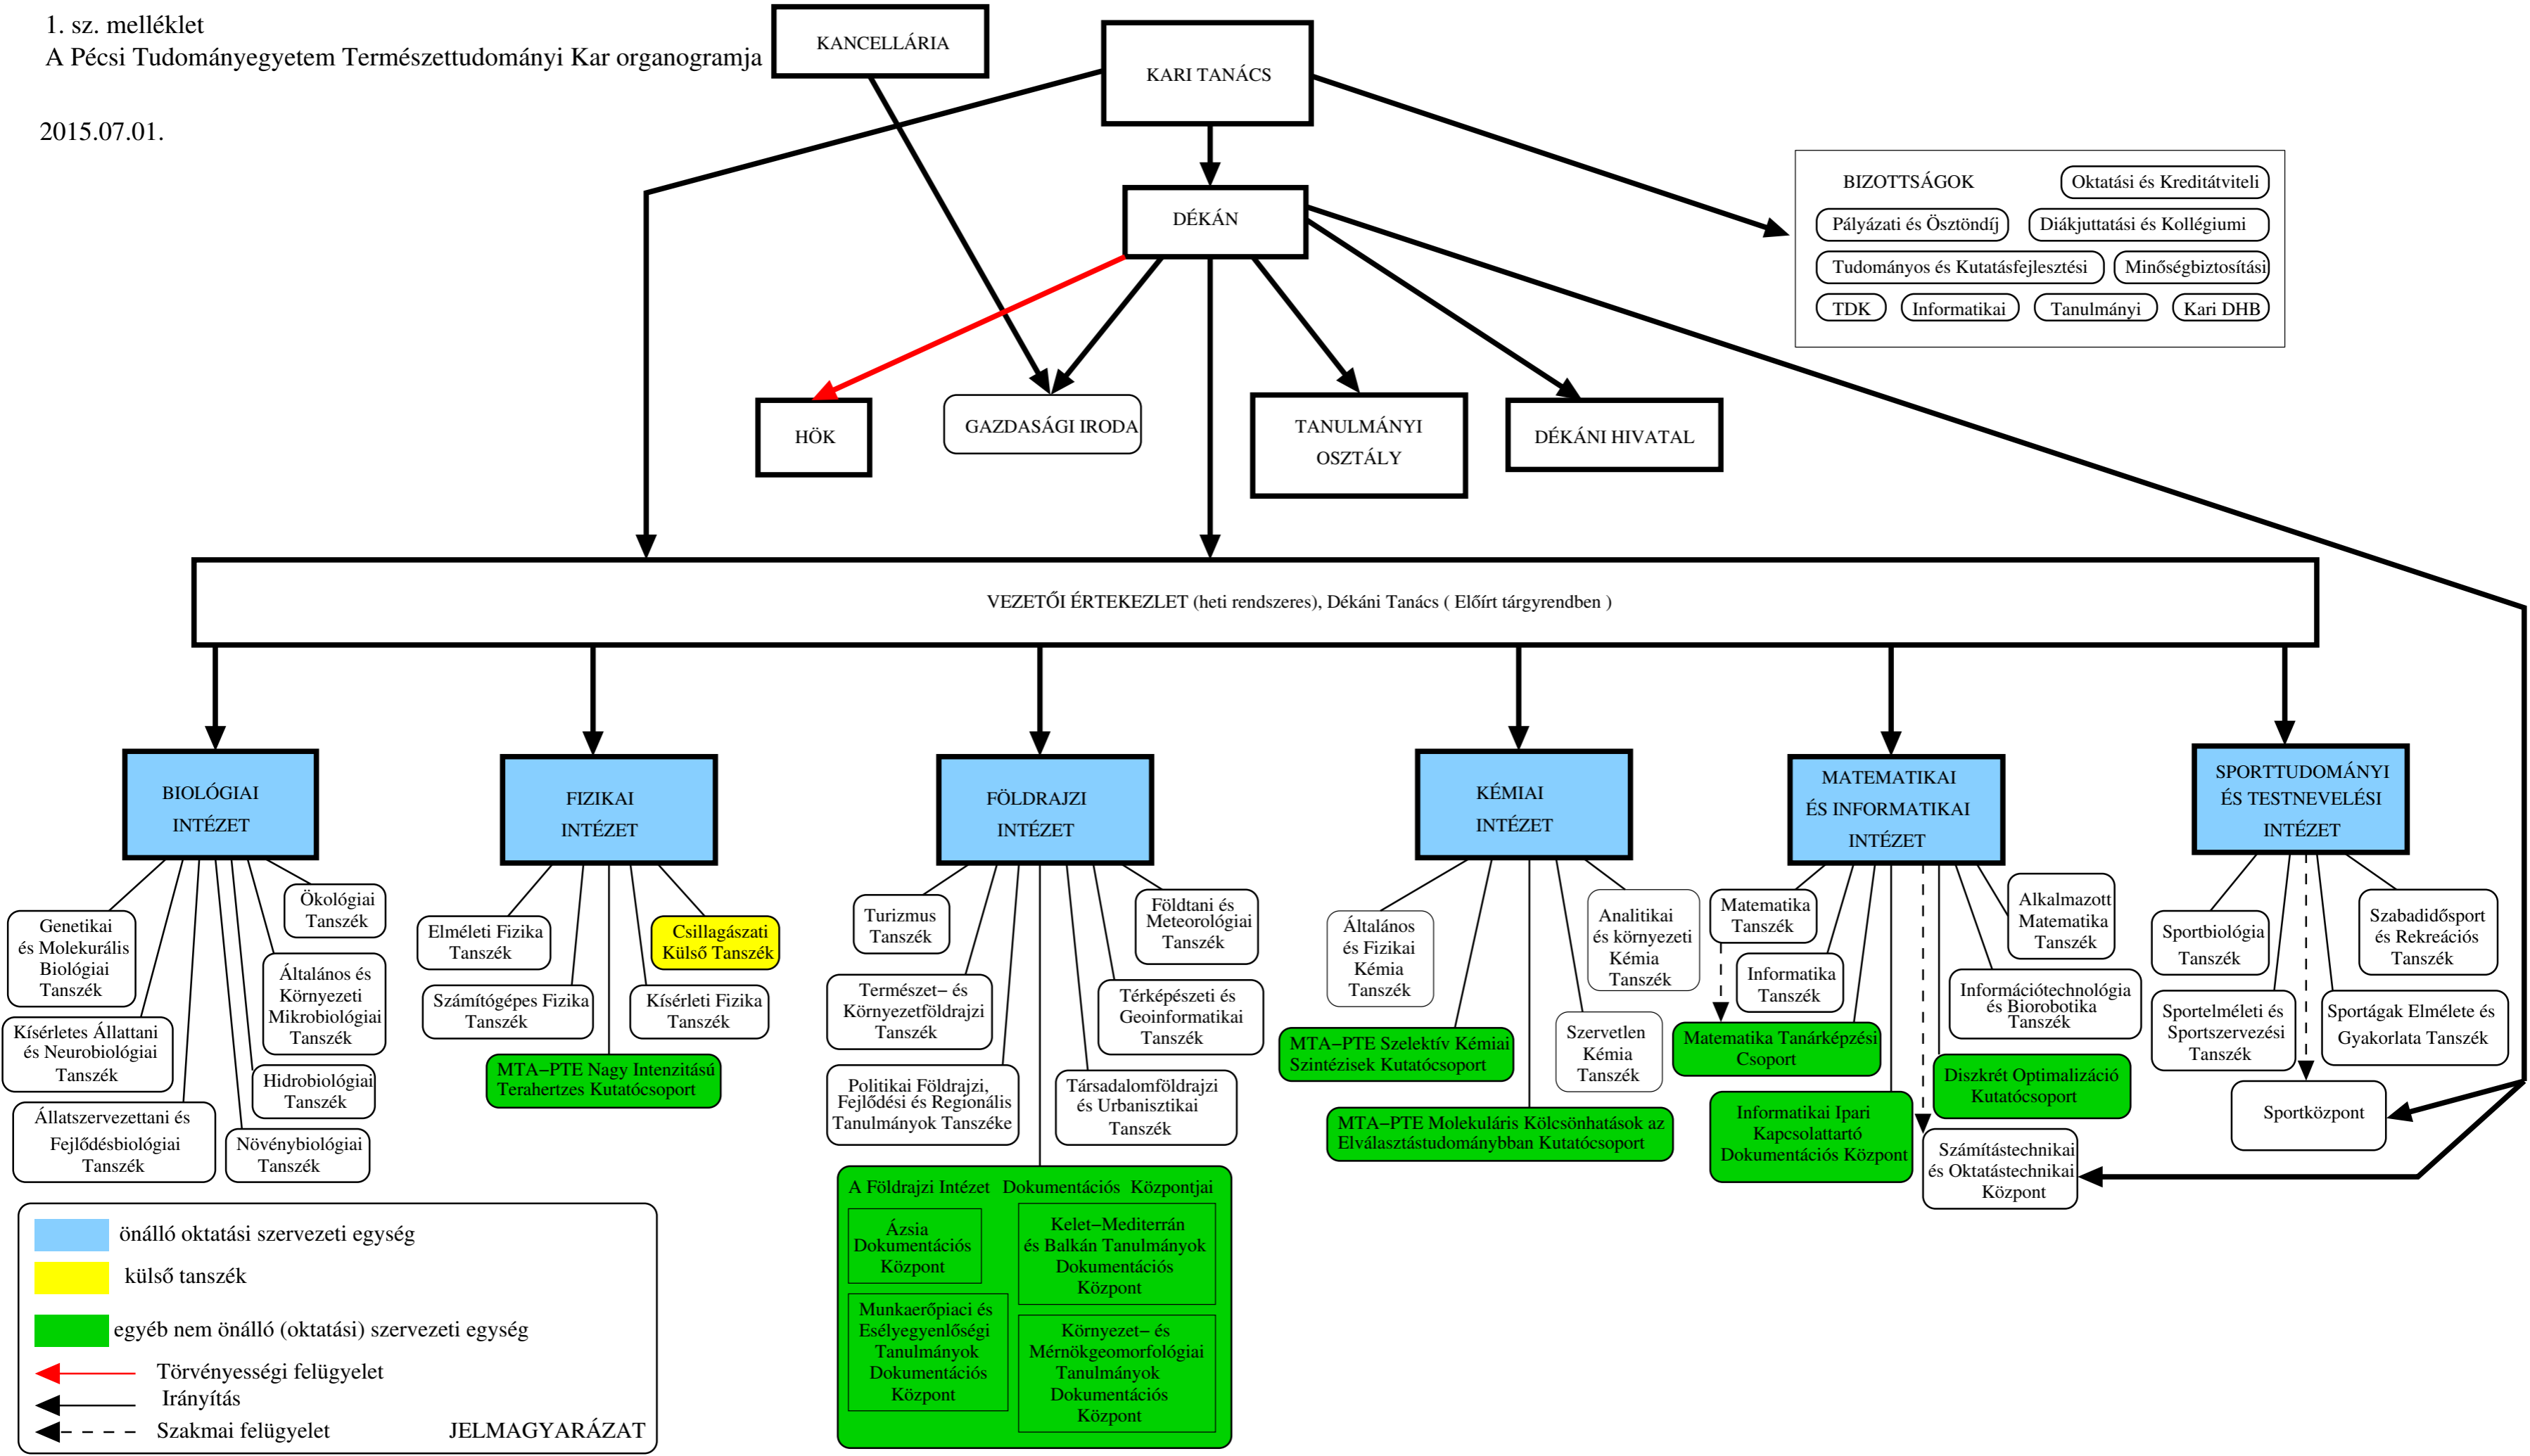 1. sz. melléklet
A Pécsi Tudományegyetem Természettudományi Kar organogramja
2015.07.01.
KANCELLÁRIA
KARI TANÁCS
DÉKÁN
BIZOTTSÁGOK
Oktatási és Kreditátviteli
Pályázati és Ösztöndíj
Diákjuttatási és Kollégiumi
Tudományos és Kutatásfejlesztési
Minőségbiztosítási
TDK
Informatikai
Tanulmányi
Kari DHB
HÖK
GAZDASÁGI IRODA
TANULMÁNYI
OSZTÁLY
DÉKÁNI HIVATAL
VEZETŐI ÉRTEKEZLET (heti rendszeres), Dékáni Tanács ( Előírt tárgyrendben )
BIOLÓGIAI
INTÉZET
FIZIKAI
INTÉZET
FÖLDRAJZI
INTÉZET
KÉMIAI
INTÉZET
MATEMATIKAI
ÉS INFORMATIKAI
INTÉZET
SPORTTUDOMÁNYI
ÉS TESTNEVELÉSI
INTÉZET
Genetikai
és Molekurális
Biológiai
Tanszék
Ökológiai
Tanszék
Általános és
Környezeti
Mikrobiológiai
Tanszék
Kísérletes Állattani
és Neurobiológiai
Tanszék
Hidrobiológiai
Tanszék
Állatszervezettani és
Fejlődésbiológiai
Tanszék
Növénybiológiai
Tanszék
Elméleti Fizika
Tanszék
Csillagászati
Külső Tanszék
Számítógépes Fizika
Tanszék
Kísérleti Fizika
Tanszék
MTA−PTE Nagy Intenzitású
Terahertzes Kutatócsoport
Turizmus
Tanszék
Földtani és
Meteorológiai
Tanszék
Természet− és
Környezetföldrajzi
Tanszék
Térképészeti és
Geoinformatikai
Tanszék
Politikai Földrajzi,
Fejlődési és Regionális
Tanulmányok Tanszéke
Társadalomföldrajzi
és Urbanisztikai
Tanszék
A Földrajzi Intézet Dokumentációs Központjai
Ázsia
Dokumentációs
Központ
Kelet−Mediterrán
és Balkán Tanulmányok
Dokumentációs
Központ
Munkaerőpiaci és
Esélyegyenlőségi
Tanulmányok
Dokumentációs
Központ
Környezet− és
Mérnökgeomorfológiai
Tanulmányok
Dokumentációs
Központ
Általános
és Fizikai
Kémia
Tanszék
Analitikai
és környezeti
Kémia
Tanszék
MTA−PTE Szelektív Kémiai
Szintézisek Kutatócsoport
Szervetlen
Kémia
Tanszék
MTA−PTE Molekuláris Kölcsönhatások az
Elválasztástudománybban Kutatócsoport
Matematika
Tanszék
Alkalmazott
Matematika
Tanszék
Informatika
Tanszék
Információtechnológia
és Biorobotika
Tanszék
Matematika Tanárképzési
Csoport
Diszkrét Optimalizáció
Kutatócsoport
Informatikai Ipari
Kapcsolattartó
Dokumentációs Központ
Számítástechnikai
és Oktatástechnikai
Központ
Sportbiológia
Tanszék
Szabadidősport
és Rekreációs
Tanszék
Sportelméleti és
Sportszervezési
Tanszék
Sportágak Elmélete és
Gyakorlata Tanszék
Sportközpont
önálló oktatási szervezeti egység
külső tanszék
egyéb nem önálló (oktatási) szervezeti egység
Törvényességi felügyelet
Irányítás
Szakmai felügyelet
JELMAGYARÁZAT